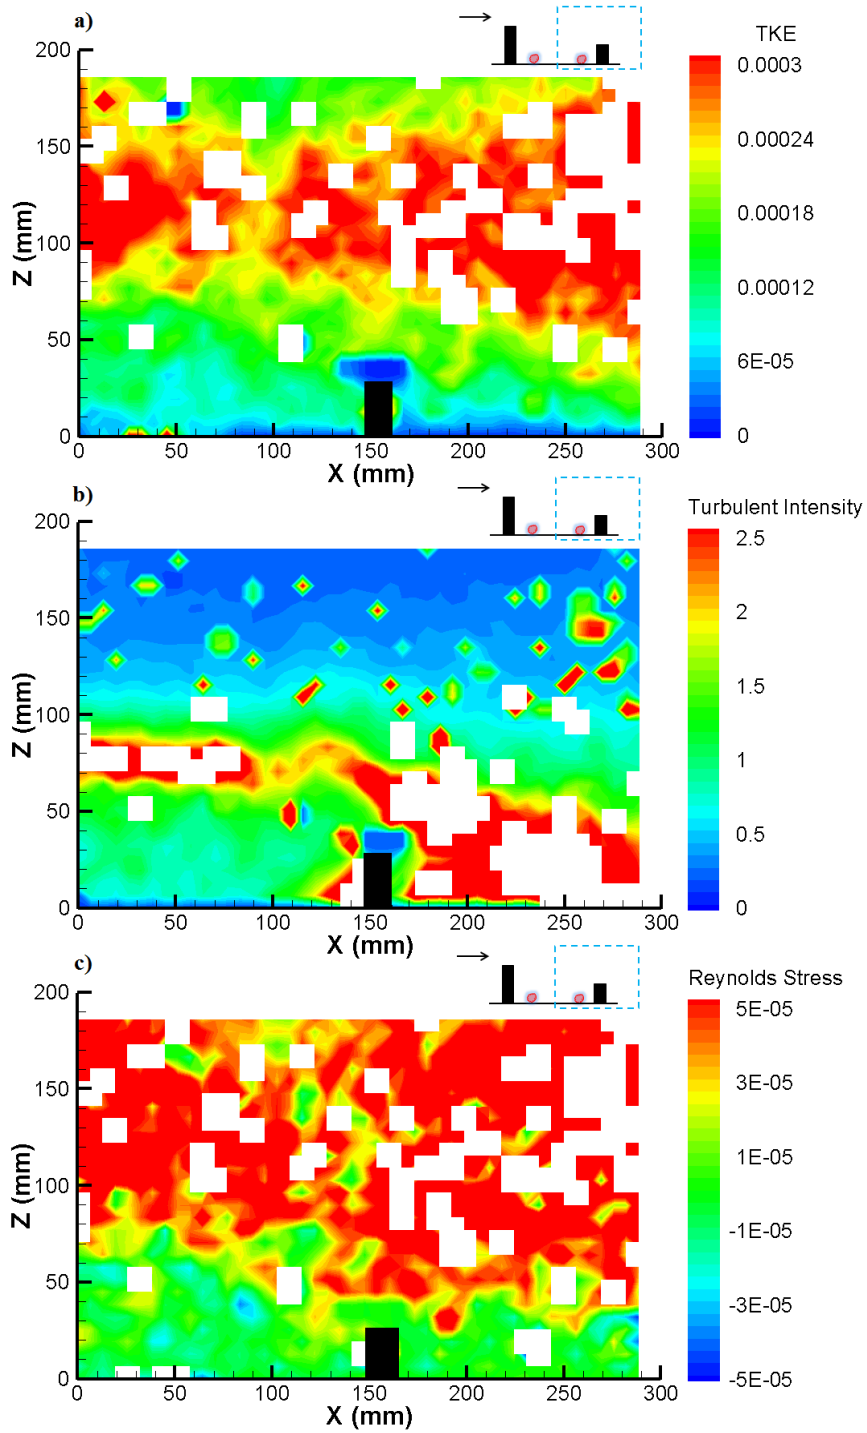 a)
TKE
200
150
100
50
0
Z (mm)
0 50 100 150 200 250 300
X (mm)
0.0003
0.00024
0.00018
0.00012
6E-05
0
b)
Turbulent Intensity
200
150
100
50
0
Z (mm)
0 50 100 150 200 250 300
X (mm)
2.5
2
1.5
1
0.5
0
c)
Reynolds Stress
200
150
100
50
0
Z (mm)
0 50 100 150 200 250 300
X (mm)
5E-05
3E-05
1E-05
-1E-05
-3E-05
-5E-05